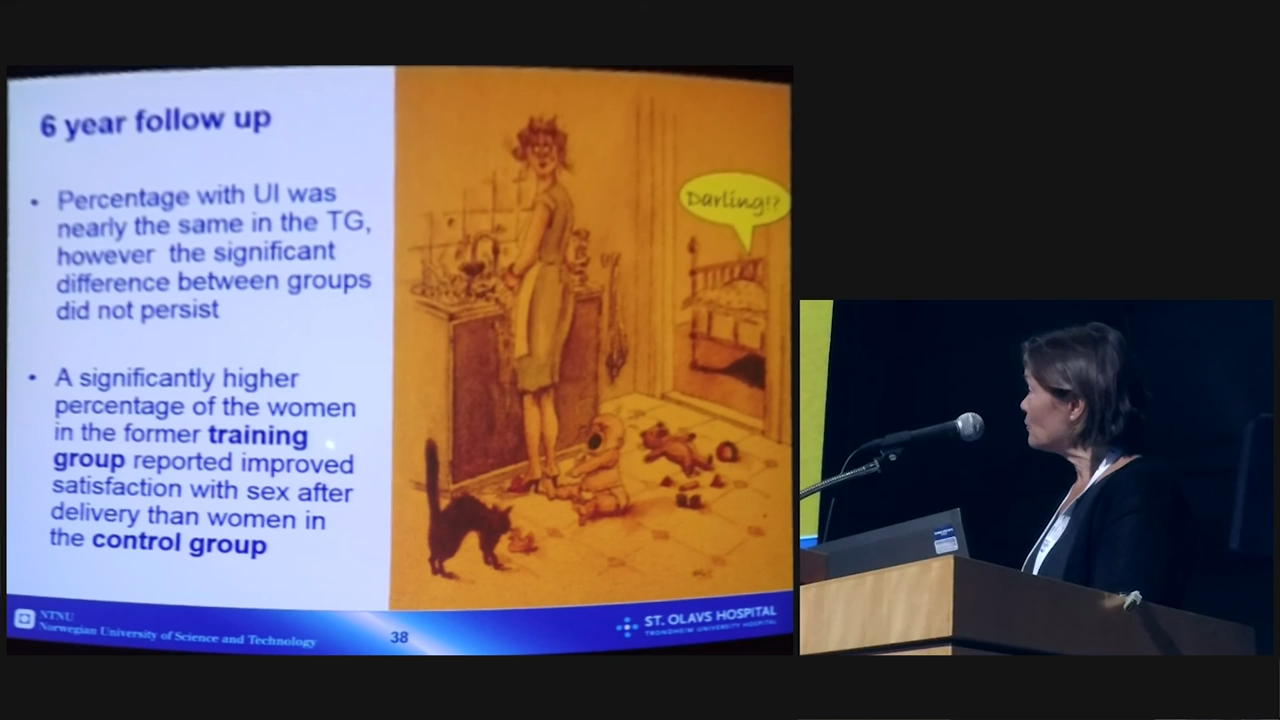 6 year follow up
• Percentage with UI was
nearly the same in the TG,
however the significant
difference between groups
did not persist
• A significantly higher
percentage of the women
in the former training
group reported improved
satisfaction with sex after
delivery than women in
the control group
Darling!?
NTNU
Norwegian University of Science and Technology
38
ST. OLAVS HOSPITAL
TRONDHEIM UNIVERSITY HOSPITAL